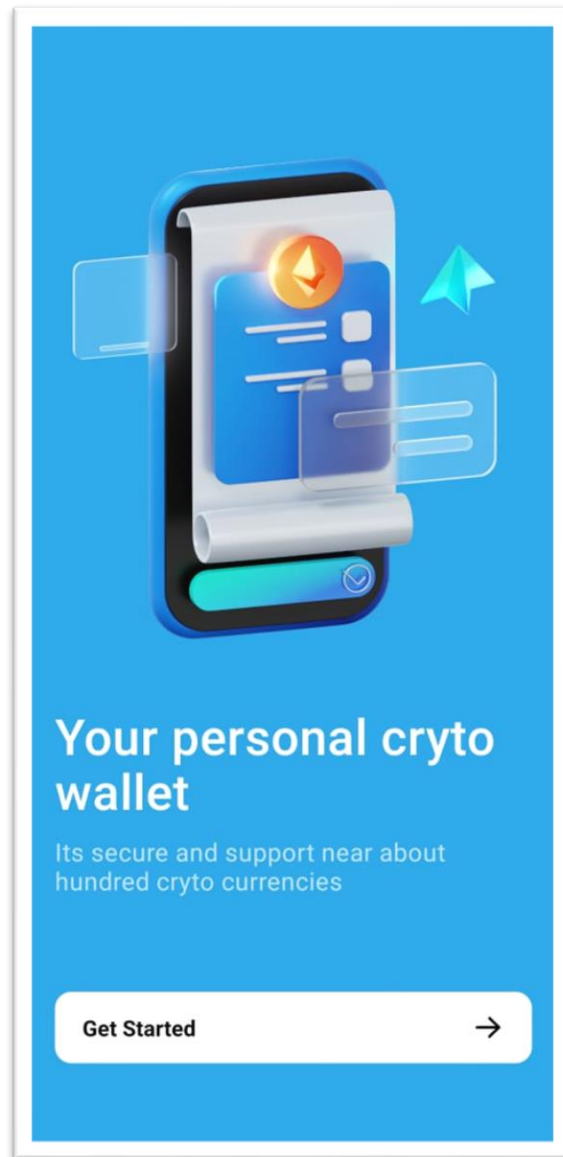 Your personal cryto
wallet
Its secure and support near about
hundred cryto currencies
Get Started